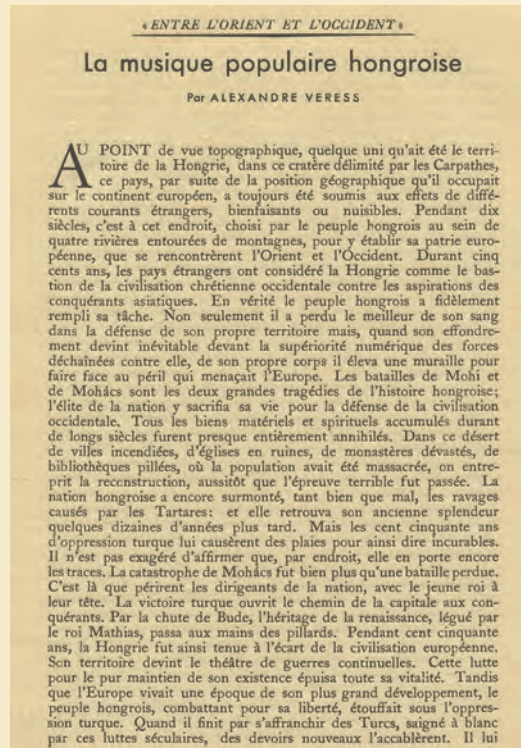 « ENTRE L'ORIENT ET L'OCCIDENT »
La musique populaire hongroise
Par ALEXANDRE VERESS
AU POINT de vue topographique, quelque uni qu'ait été le terri-
toire de la Hongrie, dans ce cratère délimité par les Carpathes,
ce pays, par suite de la position géographique qu'il occupait
sur le continent européen, a toujours été soumis aux effets de diffé-
rents courants étrangers, bienfaisants ou nuisibles. Pendant dix
siècles, c'est à cet endroit, choisi par le peuple hongrois au sein de
quatre rivières entourées de montagnes, pour y établir sa patrie euro-
péenne, que se rencontrèrent l'Orient et l'Occident. Durant cinq
cents ans, les pays étrangers ont considéré la Hongrie comme le bas-
tion de la civilisation chrétienne occidentale contre les aspirations des
conquérants asiatiques. En vérité le peuple hongrois a fidèlement
rempli sa tâche. Non seulement il a perdu le meilleur de son sang
dans la défense de son propre territoire mais, quand son effondre-
ment devint inévitable devant la supériorité numérique des forces
déchaînées contre elle, de son propre corps il éleva une muraille pour
faire face au péril qui menaçait l'Europe. Les batailles de Mohi et
de Mohács sont les deux grandes tragédies de l'histoire hongroise;
l'élite de la nation y sacrifia sa vie pour la défense de la civilisation
occidentale. Tous les biens matériels et spirituels accumulés durant
de longs siècles furent presque entièrement annihilés. Dans ce désert
de villes incendiées, d'églises en ruines, de monastères dévastés, de
bibliothèques pillées, où la population avait été massacrée, on entre-
prit la reconstruction, aussitôt que l'épreuve terrible fut passée. La
nation hongroise a encore surmonté, tant bien que mal, les ravages
causés par les Tartares: et elle retrouva son ancienne splendeur
quelques dizaines d'années plus tard. Mais les cent cinquante ans
d'oppression turque lui causèrent des plaies pour ainsi dire incurables.
Il n'est pas exagéré d'affirmer que, par endroit, elle en porte encore
les traces. La catastrophe de Mohács fut bien plus qu'une bataille perdue.
C'est là que périrent les dirigeants de la nation, avec le jeune roi à
leur tête. La victoire turque ouvrit le chemin de la capitale aux con-
quérants. Par la chute de Bude, l'héritage de la renaissance, légué par
le roi Mathias, passa aux mains des pillards. Pendant cent cinquante
ans, la Hongrie fut ainsi tenue à l'écart de la civilisation européenne.
Son territoire devint le théâtre de guerres continuelles. Cette lutte
pour le pur maintien de son existence épuisa toute sa vitalité. Tandis
que l'Europe vivait une époque de son plus grand développement, le
peuple hongrois, combattant pour sa liberté, étouffait sous l'oppres-
sion turque. Quand il finit par s'affranchir des Turcs, saigné à blanc
par ces luttes séculaires, des devoirs nouveaux l'accablèrent. Il lui